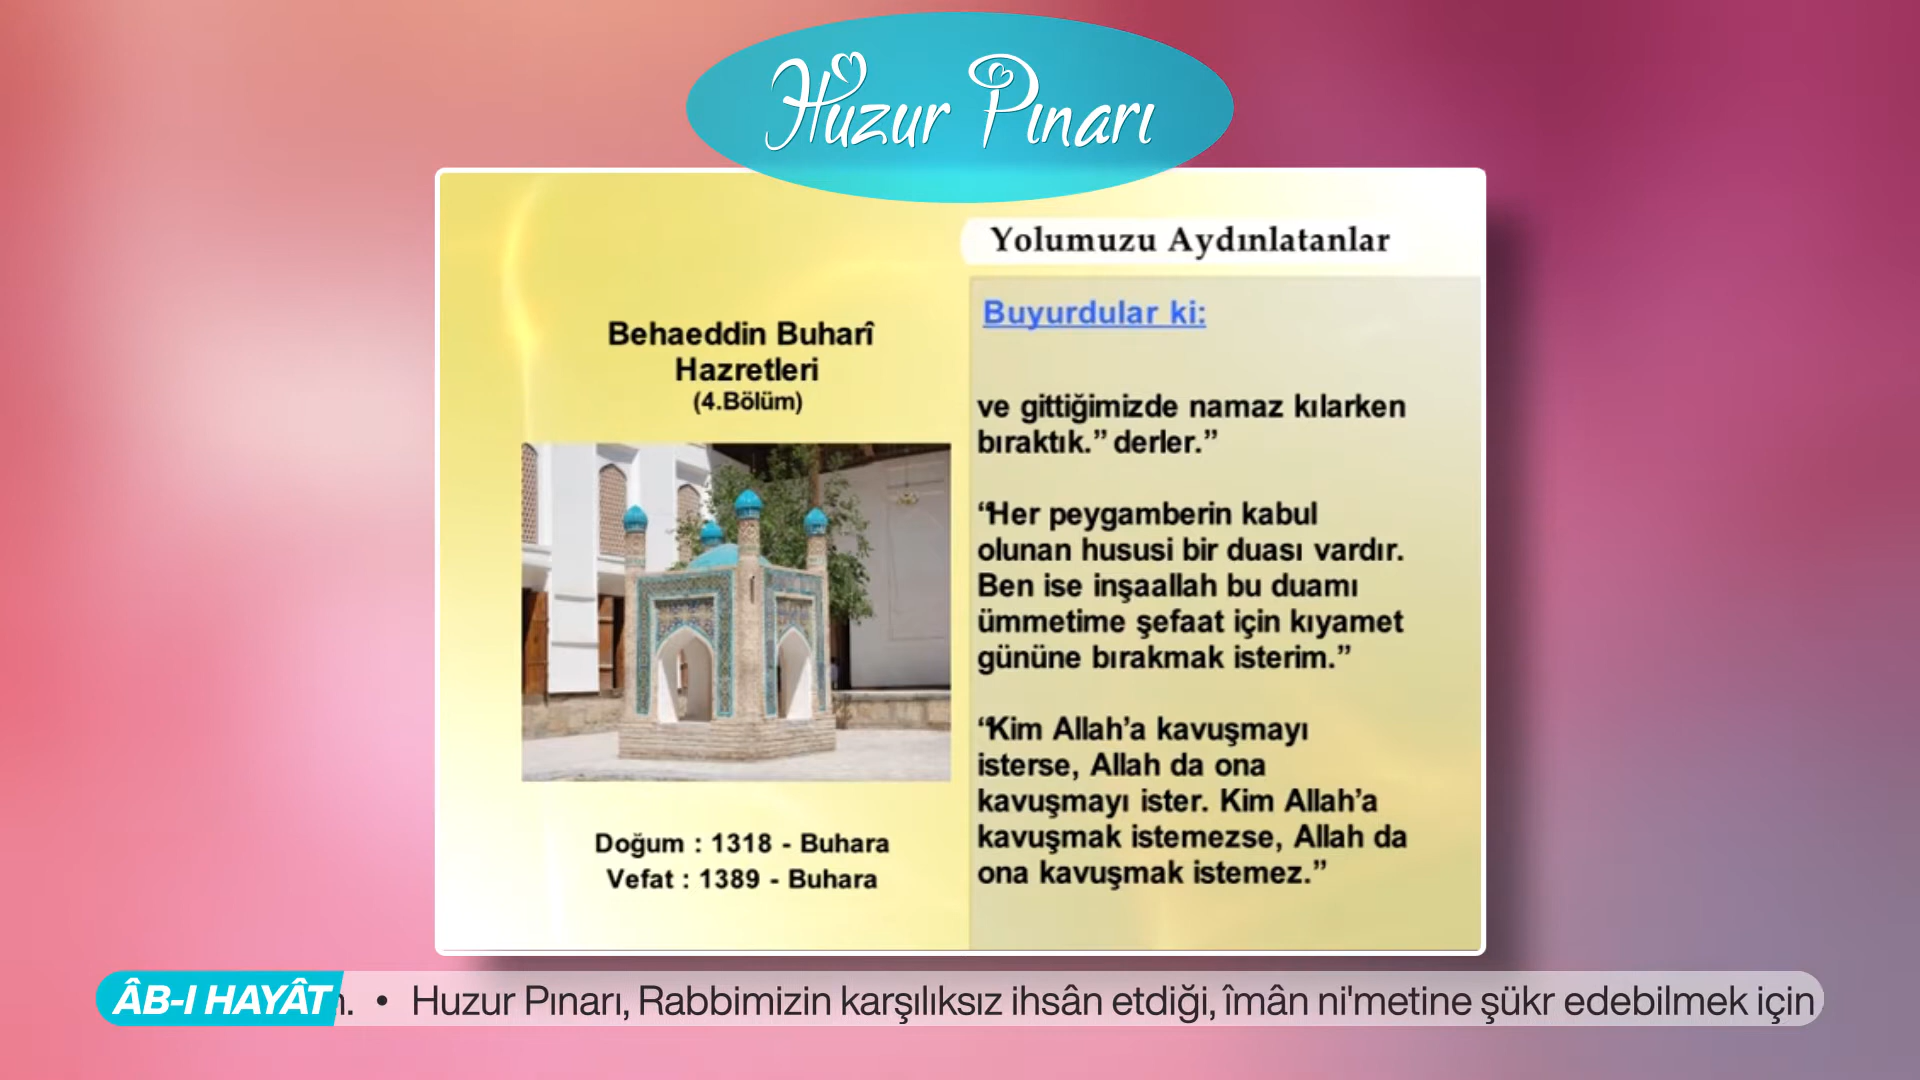 Huzur Pınarı
Yolumuzu Aydınlatanlar
Behaeddin Buharî
Hazretleri
(4.Bölüm)
Doğum : 1318 - Buhara
Vefat : 1389 - Buhara
Buyurdular ki:
ve gittiğimizde namaz kılarken
bıraktık.” derler.”
“Her peygamberin kabul
olunan hususi bir duası vardır.
Ben ise inşaallah bu duamı
ümmetime şefaat için kıyamet
gününe bırakmak isterim.”
“Kim Allah’a kavuşmayı
isterse, Allah da ona
kavuşmayı ister. Kim Allah’a
kavuşmak istemezse, Allah da
ona kavuşmak istemez.”
ÂB-I HAYÂT • Huzur Pınarı, Rabbimizin karşılıksız ihsân etdiği, îmân ni'metine şükr edebilmek için